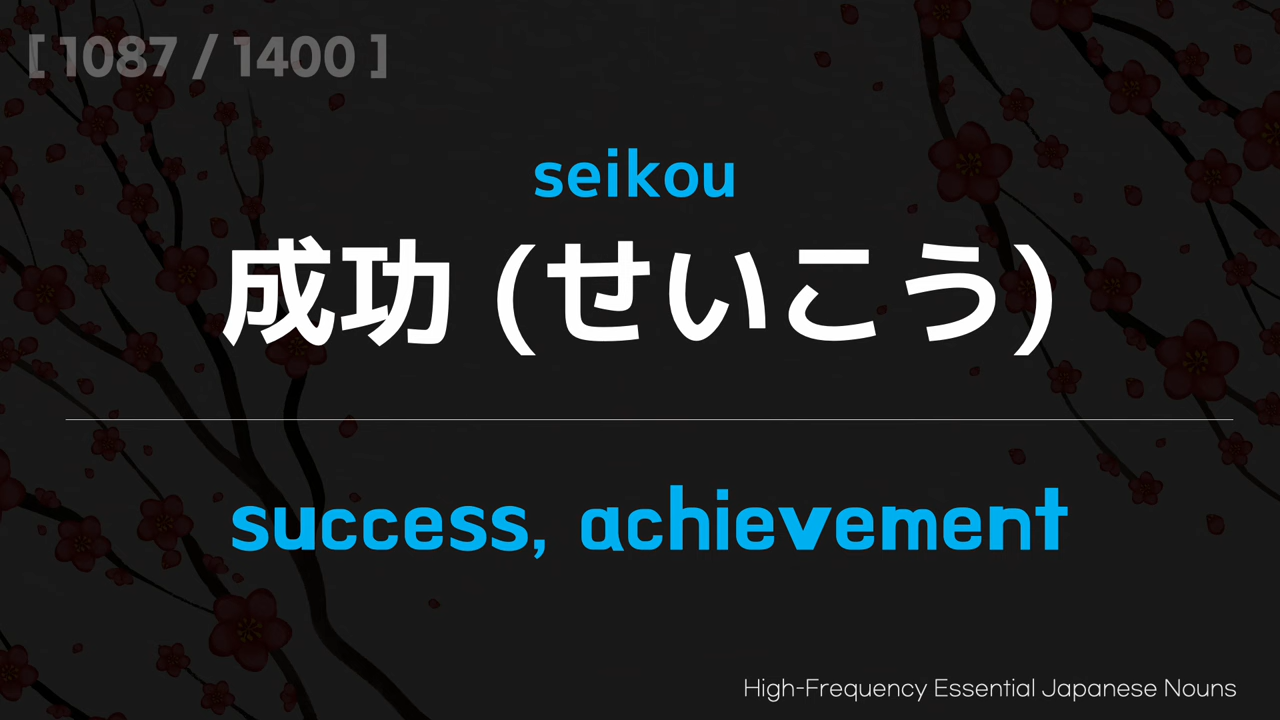 [ 1087 / 1400 ]
seikou
成功 (せいこう)
success, achievement
High-Frequency Essential Japanese Nouns